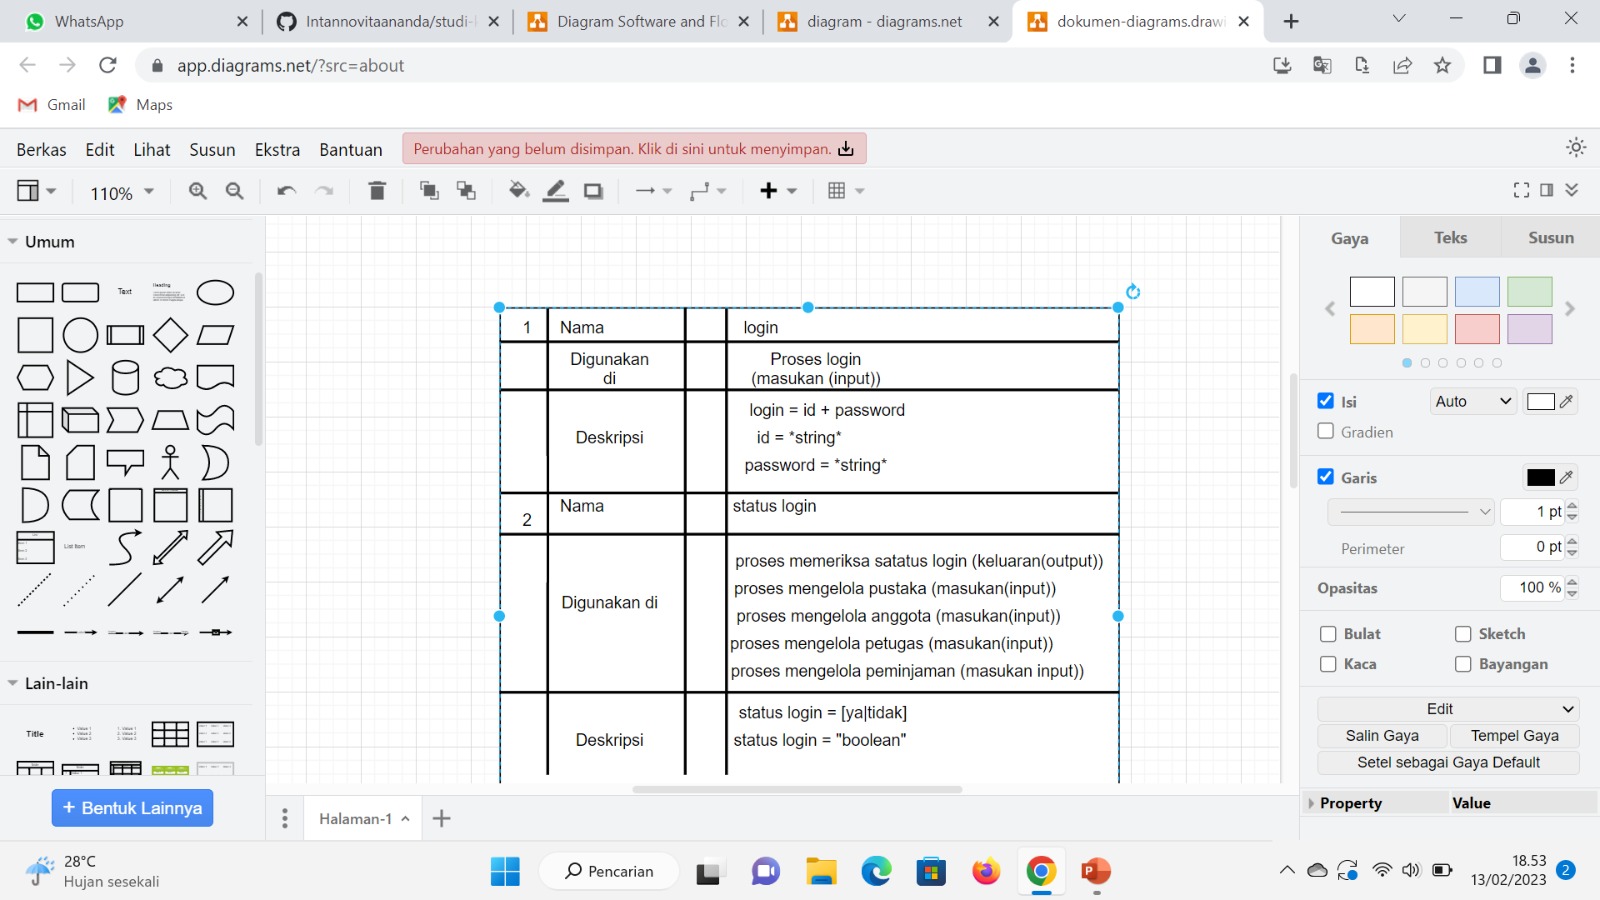 WhatsApp
Intannovitaananda/studi-k
Diagram Software and Flo
diagram - diagrams.net
dokumen-diagrams.drawi
app.diagrams.net/?src=about
Gmail
Maps
Berkas
Edit
Lihat
Susun
Ekstra
Bantuan
Perubahan yang belum disimpan. Klik di sini untuk menyimpan.
110%
Umum
Text
Heading
List Item
Lain-lain
Title
+ Bentuk Lainnya
1
Nama
login
Digunakan
di
Proses login
(masukan (input))
Deskripsi
login = id + password
id = *string*
password = *string*
2
Nama
status login
Digunakan di
proses memeriksa satatus login (keluaran(output))
proses mengelola pustaka (masukan(input))
proses mengelola anggota (masukan(input))
proses mengelola petugas (masukan(input))
proses mengelola peminjaman (masukan input))
Deskripsi
status login = [ya|tidak]
status login = "boolean"
Halaman-1
Gaya
Teks
Susun
Isi
Auto
Gradien
Garis
1 pt
Perimeter
0 pt
Opasitas
100 %
Bulat
Sketch
Kaca
Bayangan
Edit
Salin Gaya
Tempel Gaya
Setel sebagai Gaya Default
Property
Value
28°C
Hujan sesekali
Pencarian
18.53
13/02/2023
2